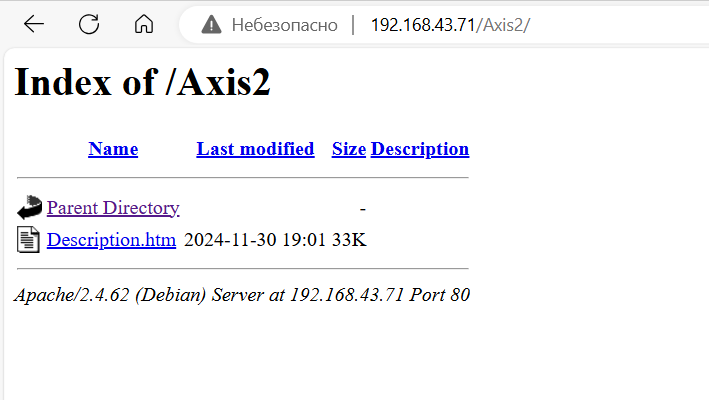 Небезопасно | 192.168.43.71/Axis2/
Index of /Axis2
Name Last modified Size Description
Parent Directory -
Description.htm 2024-11-30 19:01 33K
Apache/2.4.62 (Debian) Server at 192.168.43.71 Port 80